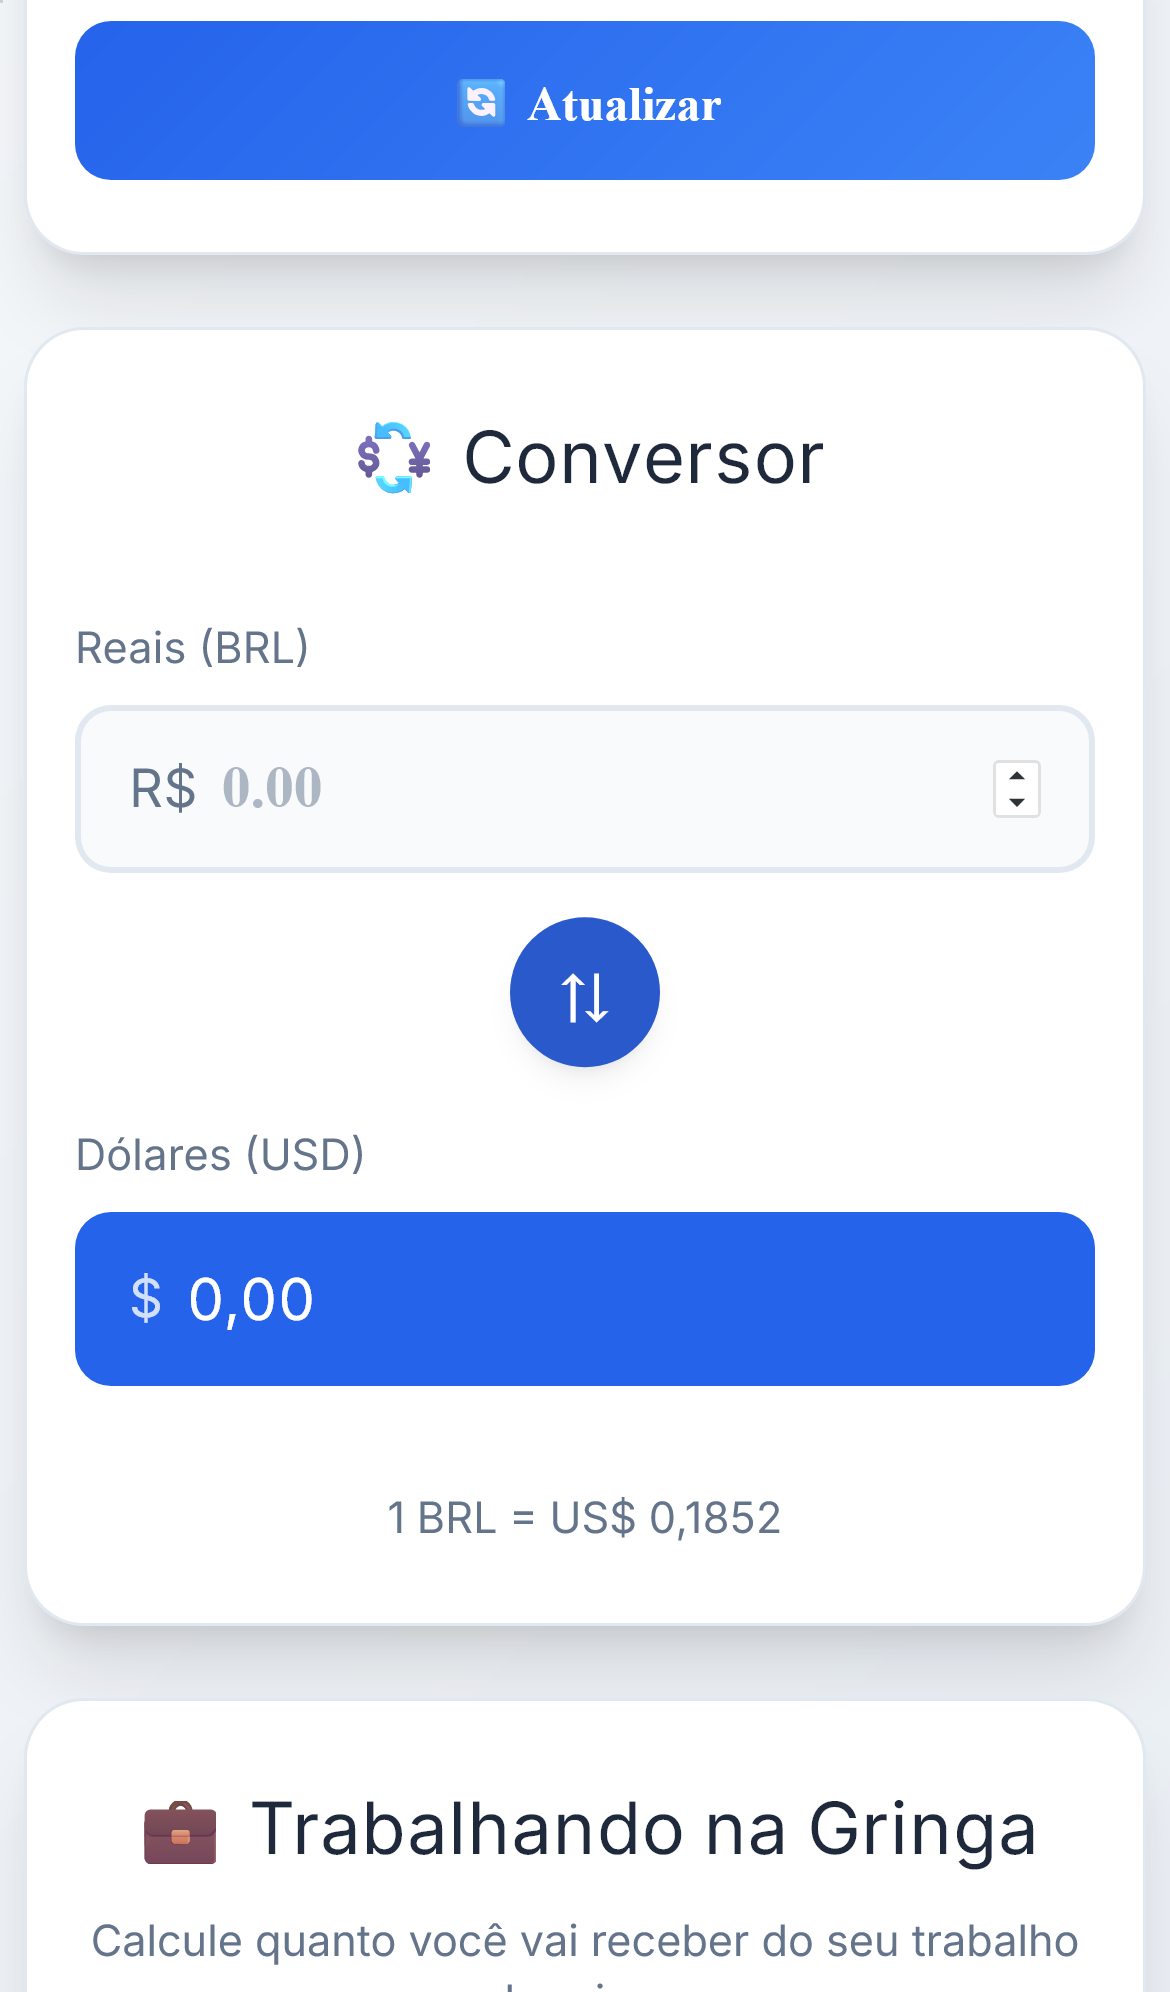 Atualizar
Conversor
Reais (BRL)
R$ 0.00
Dólares (USD)
$ 0,00
1 BRL = US$ 0,1852
Trabalhando na Gringa
Calcule quanto você vai receber do seu trabalho